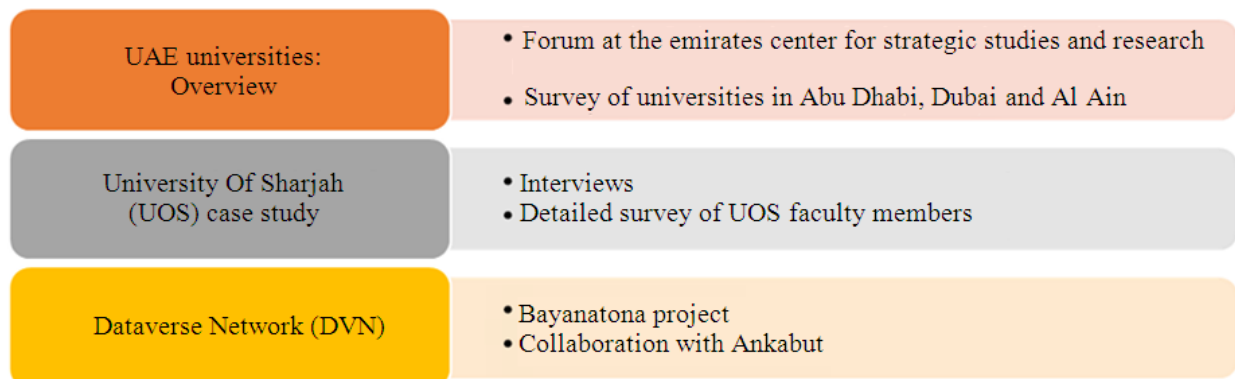 UAE universities:
Overview
• Forum at the emirates center for strategic studies and research
• Survey of universities in Abu Dhabi, Dubai and Al Ain
University Of Sharjah
(UOS) case study
• Interviews
• Detailed survey of UOS faculty members
Dataverse Network (DVN)
• Bayanatona project
• Collaboration with Ankabut